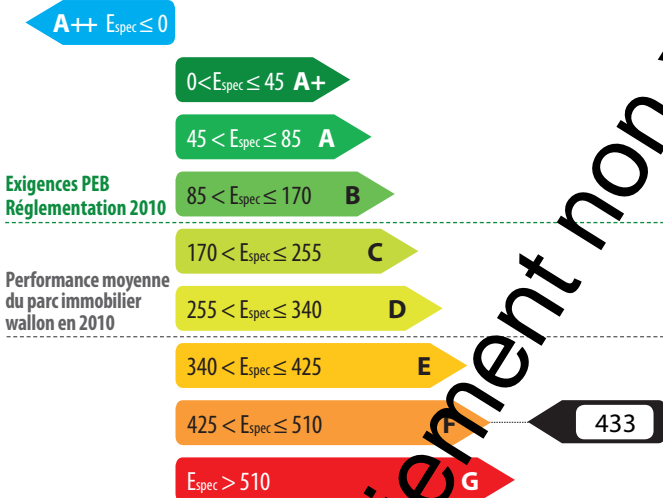 A++ Espec ≤ 0
0<Espec ≤ 45 A+
45 < Espec ≤ 85 A
Exigences PEB
Réglementation 2010
85 < Espec ≤ 170 B
170 < Espec ≤ 255 C
Performance moyenne
du parc immobilier
wallon en 2010
255 < Espec ≤ 340 D
340 < Espec ≤ 425 E
425 < Espec ≤ 510 F
433
Espec > 510 G
non